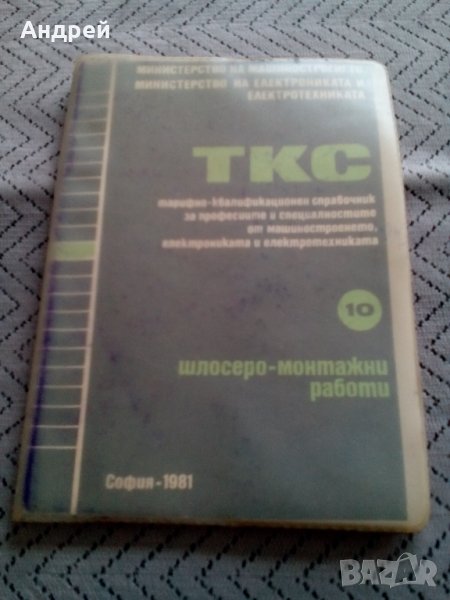 Андрей
МИНИСТЕРСТВО НА МАШИНОСТРОЕНЕТО
МИНИСТЕРСТВО НА ЕЛЕКТРОНИКАТА И
ЕЛЕКТРОТЕХНИКАТА
ТКС
тарифно-квалификационен справочник
за професиите и специалностите
от машиностроенето,
електрониката и електротехниката
10
шлосеро-монтажни
работи
София-1981
BAZAR